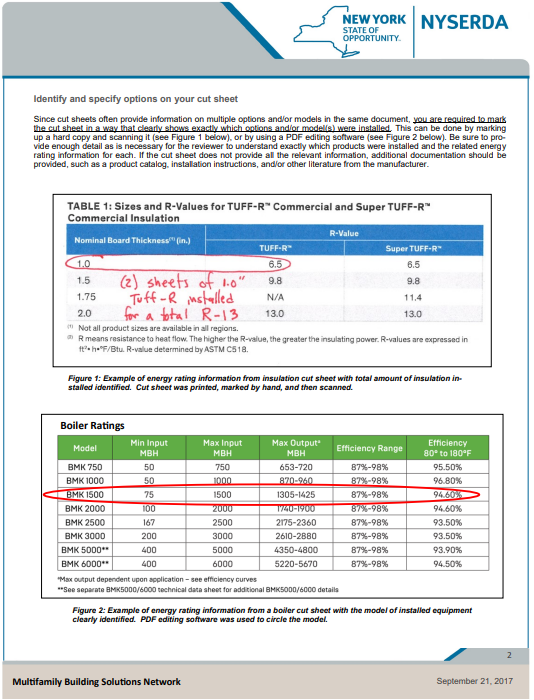 NEW YORK
STATE OF
OPPORTUNITY.
NYSERDA
Identify and specify options on your cut sheet
Since cut sheets often provide information on multiple options and/or models in the same document, you are required to mark
the cut sheet in a way that clearly shows exactly which options and/or model(s) were installed. This can be done by marking
up a hard copy and scanning it (see Figure 1 below), or by using a PDF editing software (see Figure 2 below). Be sure to pro-
vide enough detail as is necessary for the reviewer to understand exactly which products were installed and the related energy
rating information for each. If the cut sheet does not provide all the relevant information, additional documentation should be
provided, such as a product catalog, installation instructions, and/or other literature from the manufacturer.
TABLE 1: Sizes and R-Values for TUFF-R™ Commercial and Super TUFF-R™
Commercial Insulation
Nominal Board Thickness⁽¹⁾ (in.) R-Value
TUFF-R™ Super TUFF-R™
1.0 6.5 6.5
1.5 9.8 9.8
1.75 N/A 11.4
2.0 13.0 13.0
(2) sheets of 1.0"
Tuff-R installed
for a total R-13
(1) Not all product sizes are available in all regions.
(2) R means resistance to heat flow. The higher the R-value, the greater the insulating power. R-values are expressed in
ft²•h•°F/Btu. R-value determined by ASTM C518.
Figure 1: Example of energy rating information from insulation cut sheet with total amount of insulation in-
stalled identified. Cut sheet was printed, marked by hand, and then scanned.
Boiler Ratings
Model Min Input MBH Max Input MBH Max Output* MBH Efficiency Range Efficiency 80° to 180°F
BMK 750 50 750 653-720 87%-98% 95.50%
BMK 1000 50 1000 870-960 87%-98% 96.80%
BMK 1500 75 1500 1305-1425 87%-98% 94.60%
BMK 2000 100 2000 1740-1900 87%-98% 94.60%
BMK 2500 167 2500 2175-2360 87%-98% 93.50%
BMK 3000 200 3000 2610-2880 87%-98% 93.50%
BMK 5000** 400 5000 4350-4800 87%-98% 93.90%
BMK 6000** 400 6000 5220-5670 87%-98% 94.50%
*Max output dependent upon application – see efficiency curves
**See separate BMK5000/6000 technical data sheet for additional BMK5000/6000 details
Figure 2: Example of energy rating information from a boiler cut sheet with the model of installed equipment
clearly identified. PDF editing software was used to circle the model.
2
Multifamily Building Solutions Network
September 21, 2017